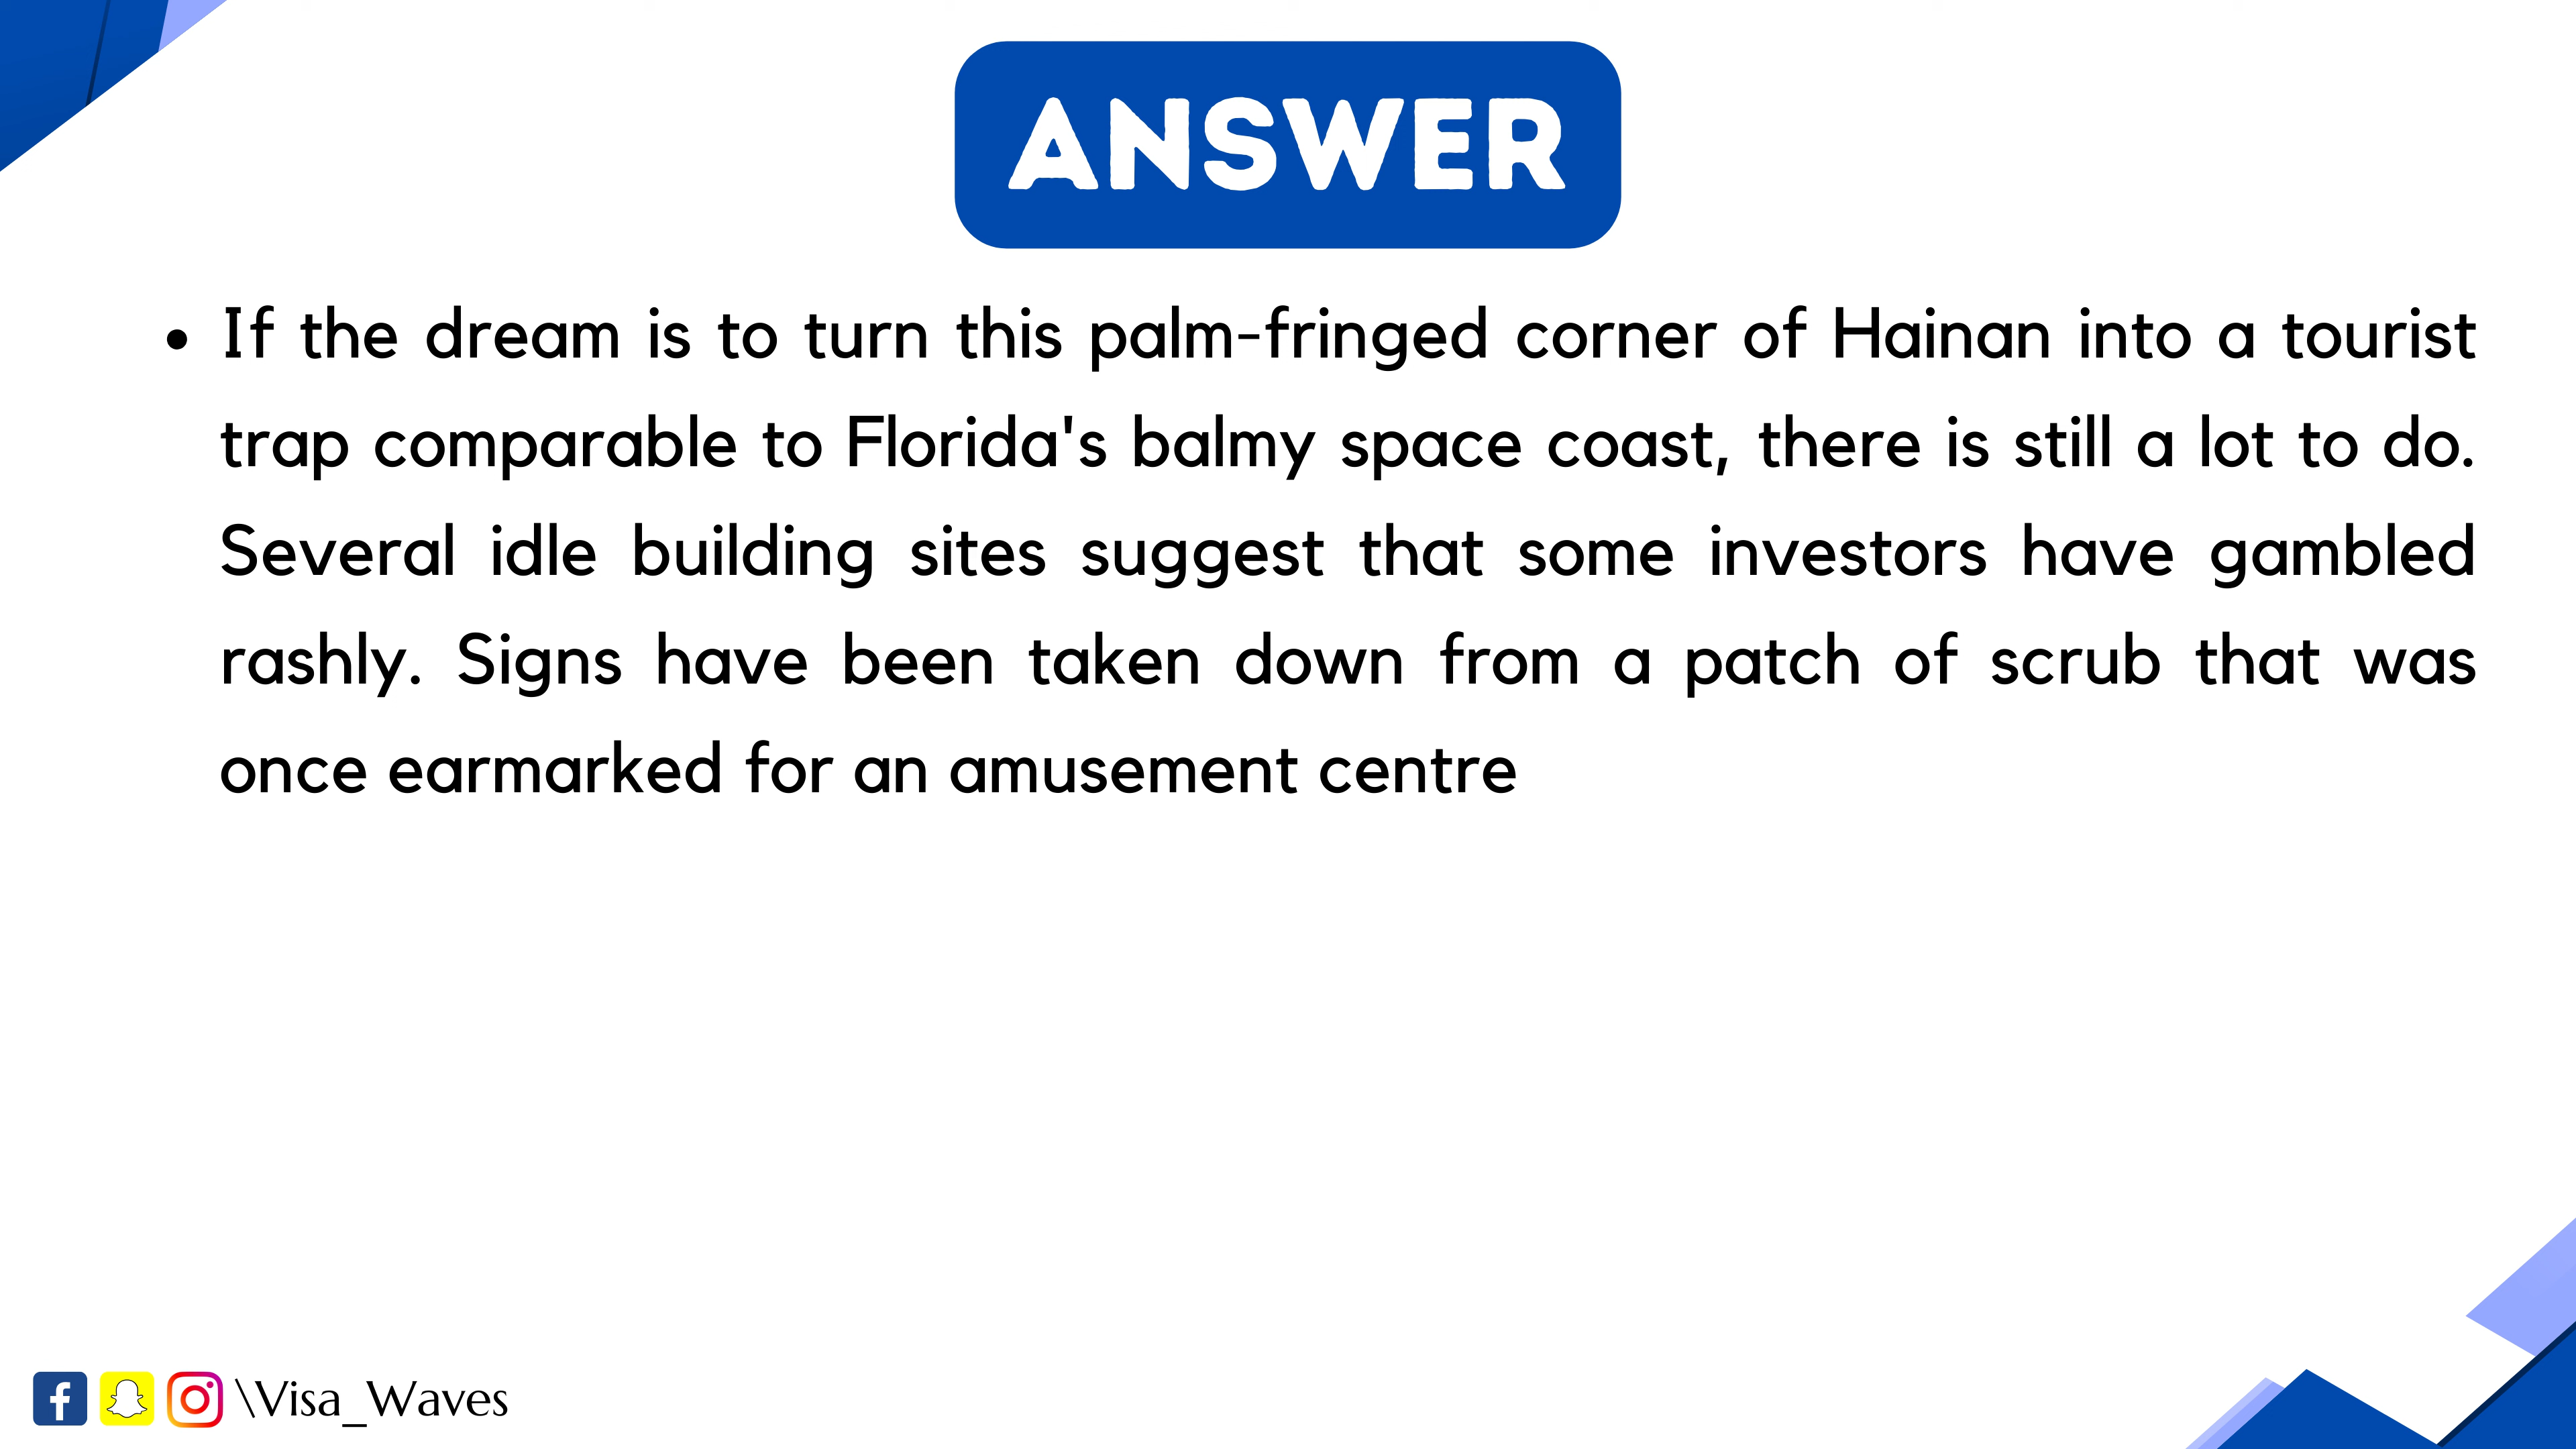 ANSWER
• If the dream is to turn this palm-fringed corner of Hainan into a tourist
trap comparable to Florida's balmy space coast, there is still a lot to do.
Several idle building sites suggest that some investors have gambled
rashly. Signs have been taken down from a patch of scrub that was
once earmarked for an amusement centre
\Visa_Waves